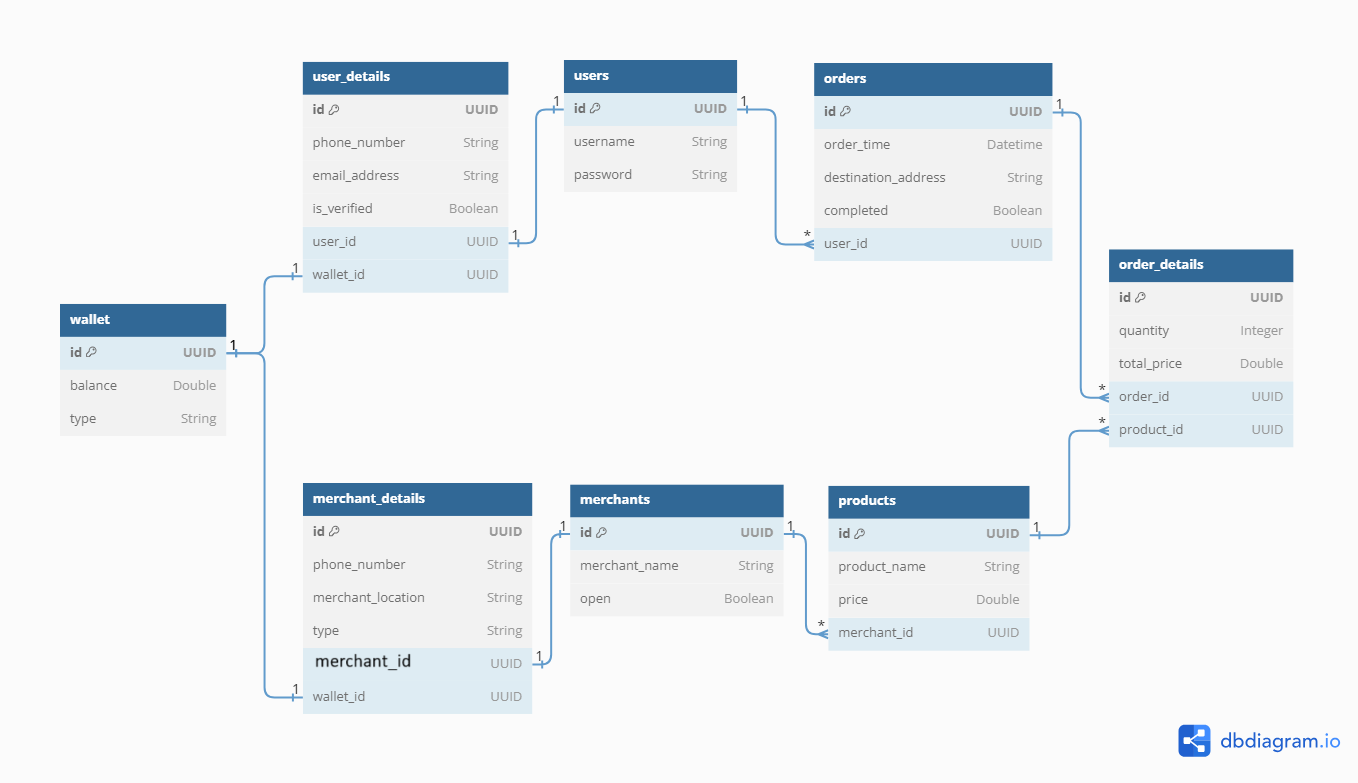 user_details
id UUID
phone_number String
email_address String
is_verified Boolean
user_id UUID
wallet_id UUID
users
id UUID
username String
password String
orders
id UUID
order_time Datetime
destination_address String
completed Boolean
user_id UUID
order_details
id UUID
quantity Integer
total_price Double
order_id UUID
product_id UUID
wallet
id UUID
balance Double
type String
merchant_details
id UUID
phone_number String
merchant_location String
type String
merchant_id UUID
wallet_id UUID
merchants
id UUID
merchant_name String
open Boolean
products
id UUID
product_name String
price Double
merchant_id UUID
1
1
1
1
1
1
1
1
1
1
1
*
*
*
*
dbdiagram.io